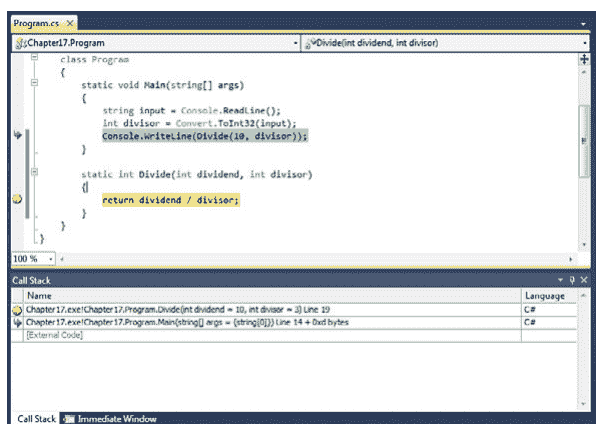 Program.cs
Chapter17.Program
Divide(int dividend, int divisor)
class Program
{
static void Main(string[] args)
{
string input = Console.ReadLine();
int divisor = Convert.ToInt32(input);
Console.WriteLine(Divide(10, divisor));
}
static int Divide(int dividend, int divisor)
{
return dividend / divisor;
}
}
}
100 %
Call Stack
Name
Language
Chapter17.exe!Chapter17.Program.Divide(int dividend = 10, int divisor = 3) Line 19
C#
Chapter17.exe!Chapter17.Program.Main(string[] args = {string[0]}) Line 14 + 0xd bytes
C#
[External Code]
Call Stack
Immediate Window